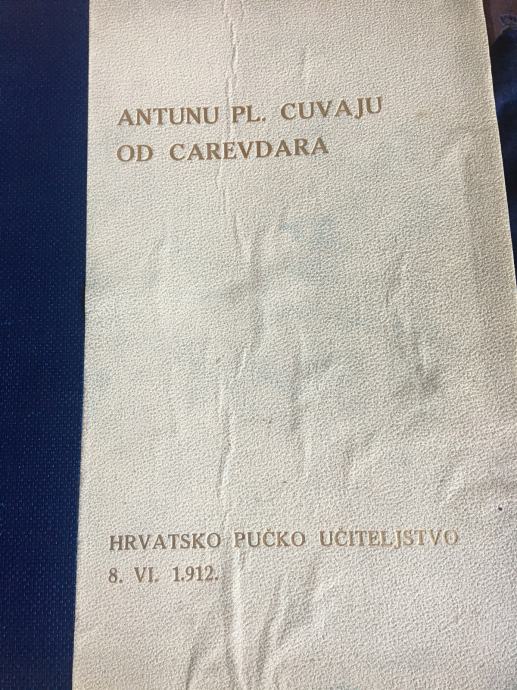 ANTUNU PL. CUVAJU
OD CAREVDARA
HRVATSKO PUČKO UČITELJSTVO
8. VI. 1.912.